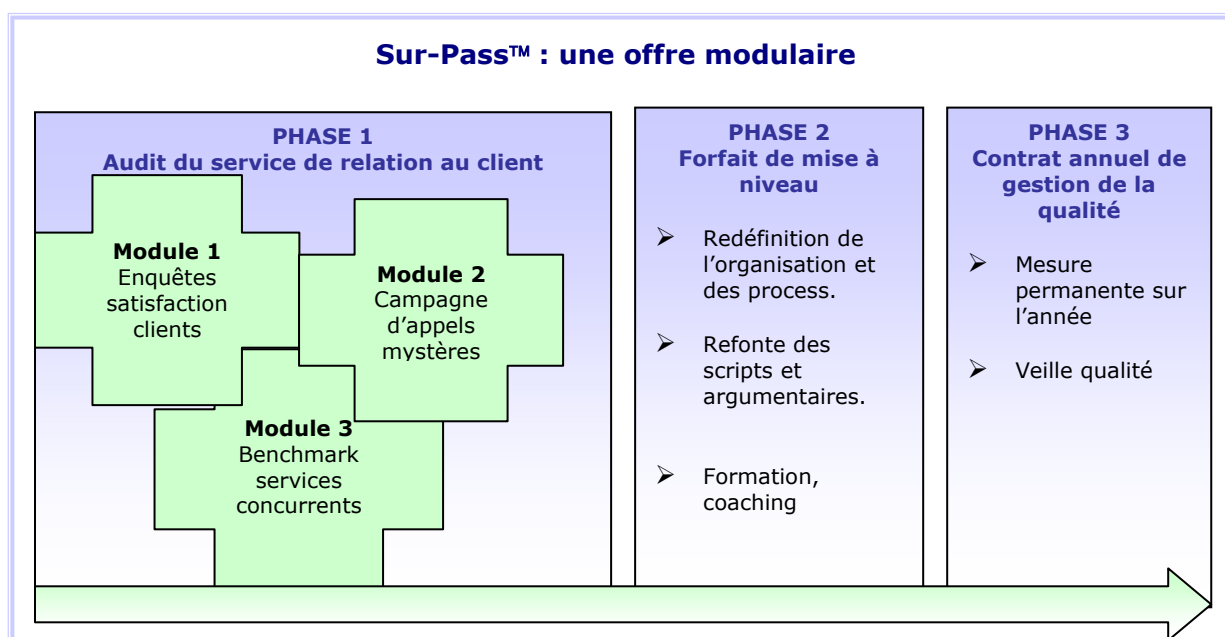 Sur-Pass™ : une offre modulaire
PHASE 1
Audit du service de relation au client
Module 1
Enquêtes
satisfaction
clients
Module 2
Campagne
d’appels
mystères
Module 3
Benchmark
services
concurrents
PHASE 2
Forfait de mise à
niveau
➢ Redéfinition de
l’organisation et
des process.
➢ Refonte des
scripts et
argumentaires.
➢ Formation,
coaching
PHASE 3
Contrat annuel de
gestion de la
qualité
➢ Mesure
permanente sur
l’année
➢ Veille qualité